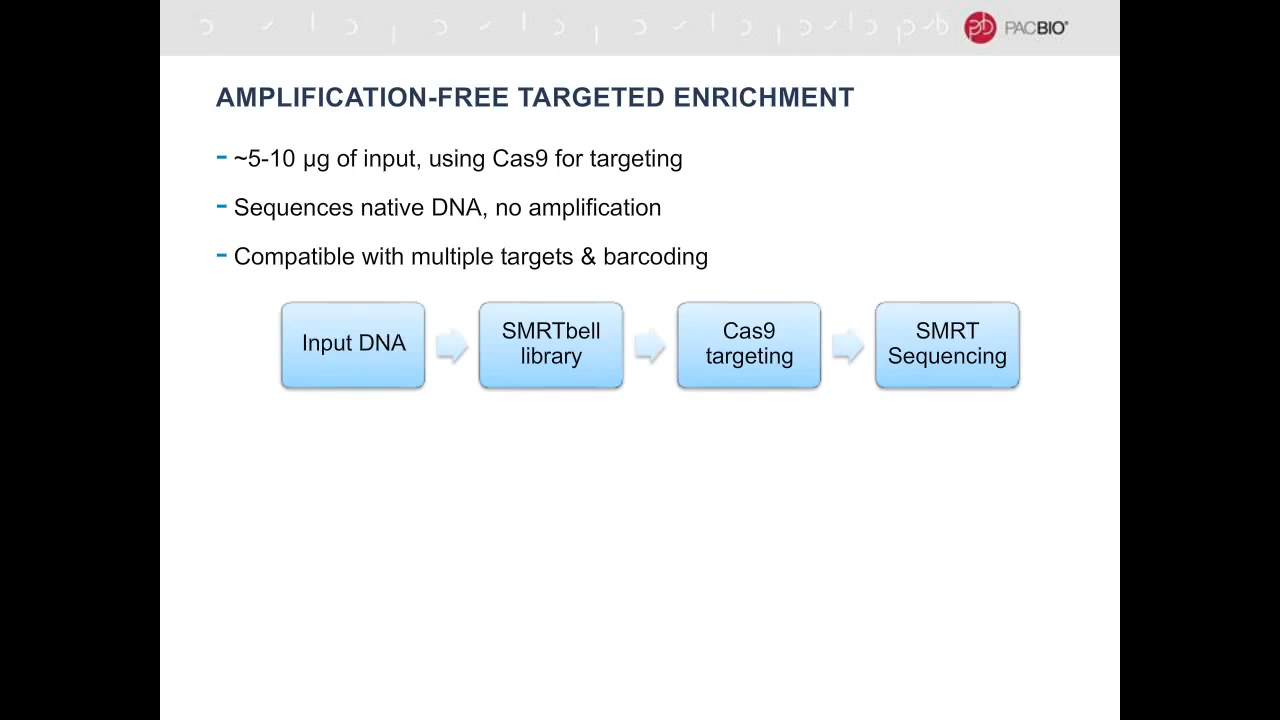 PACBIO®
AMPLIFICATION-FREE TARGETED ENRICHMENT
- ~5-10 µg of input, using Cas9 for targeting
- Sequences native DNA, no amplification
- Compatible with multiple targets & barcoding
Input DNA
SMRTbell
library
Cas9
targeting
SMRT
Sequencing